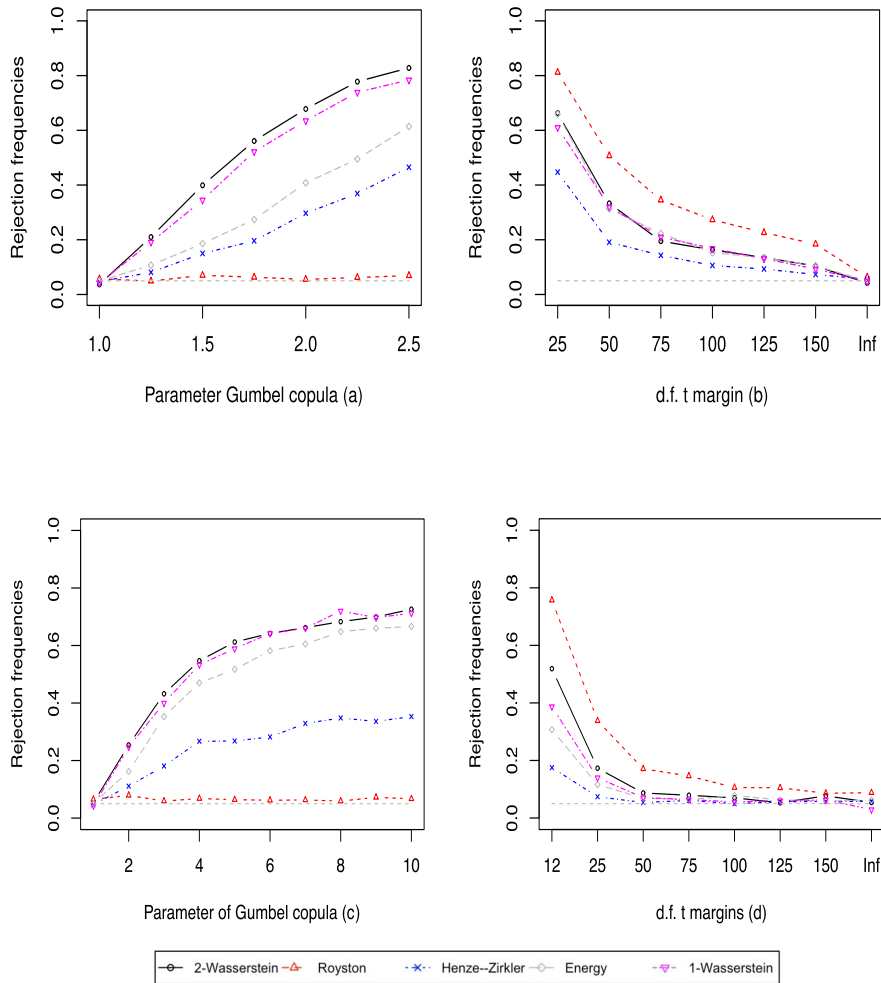 Rejection frequencies
0.0 0.2 0.4 0.6 0.8 1.0
1.0 1.5 2.0 2.5
Parameter Gumbel copula (a)
Rejection frequencies
0.0 0.2 0.4 0.6 0.8 1.0
25 50 75 100 125 150 Inf
d.f. t margin (b)
Rejection frequencies
0.0 0.2 0.4 0.6 0.8 1.0
2 4 6 8 10
Parameter of Gumbel copula (c)
Rejection frequencies
0.0 0.2 0.4 0.6 0.8 1.0
12 25 50 75 100 125 150 Inf
d.f. t margins (d)
2-Wasserstein Royston Henze--Zirkler Energy 1-Wasserstein